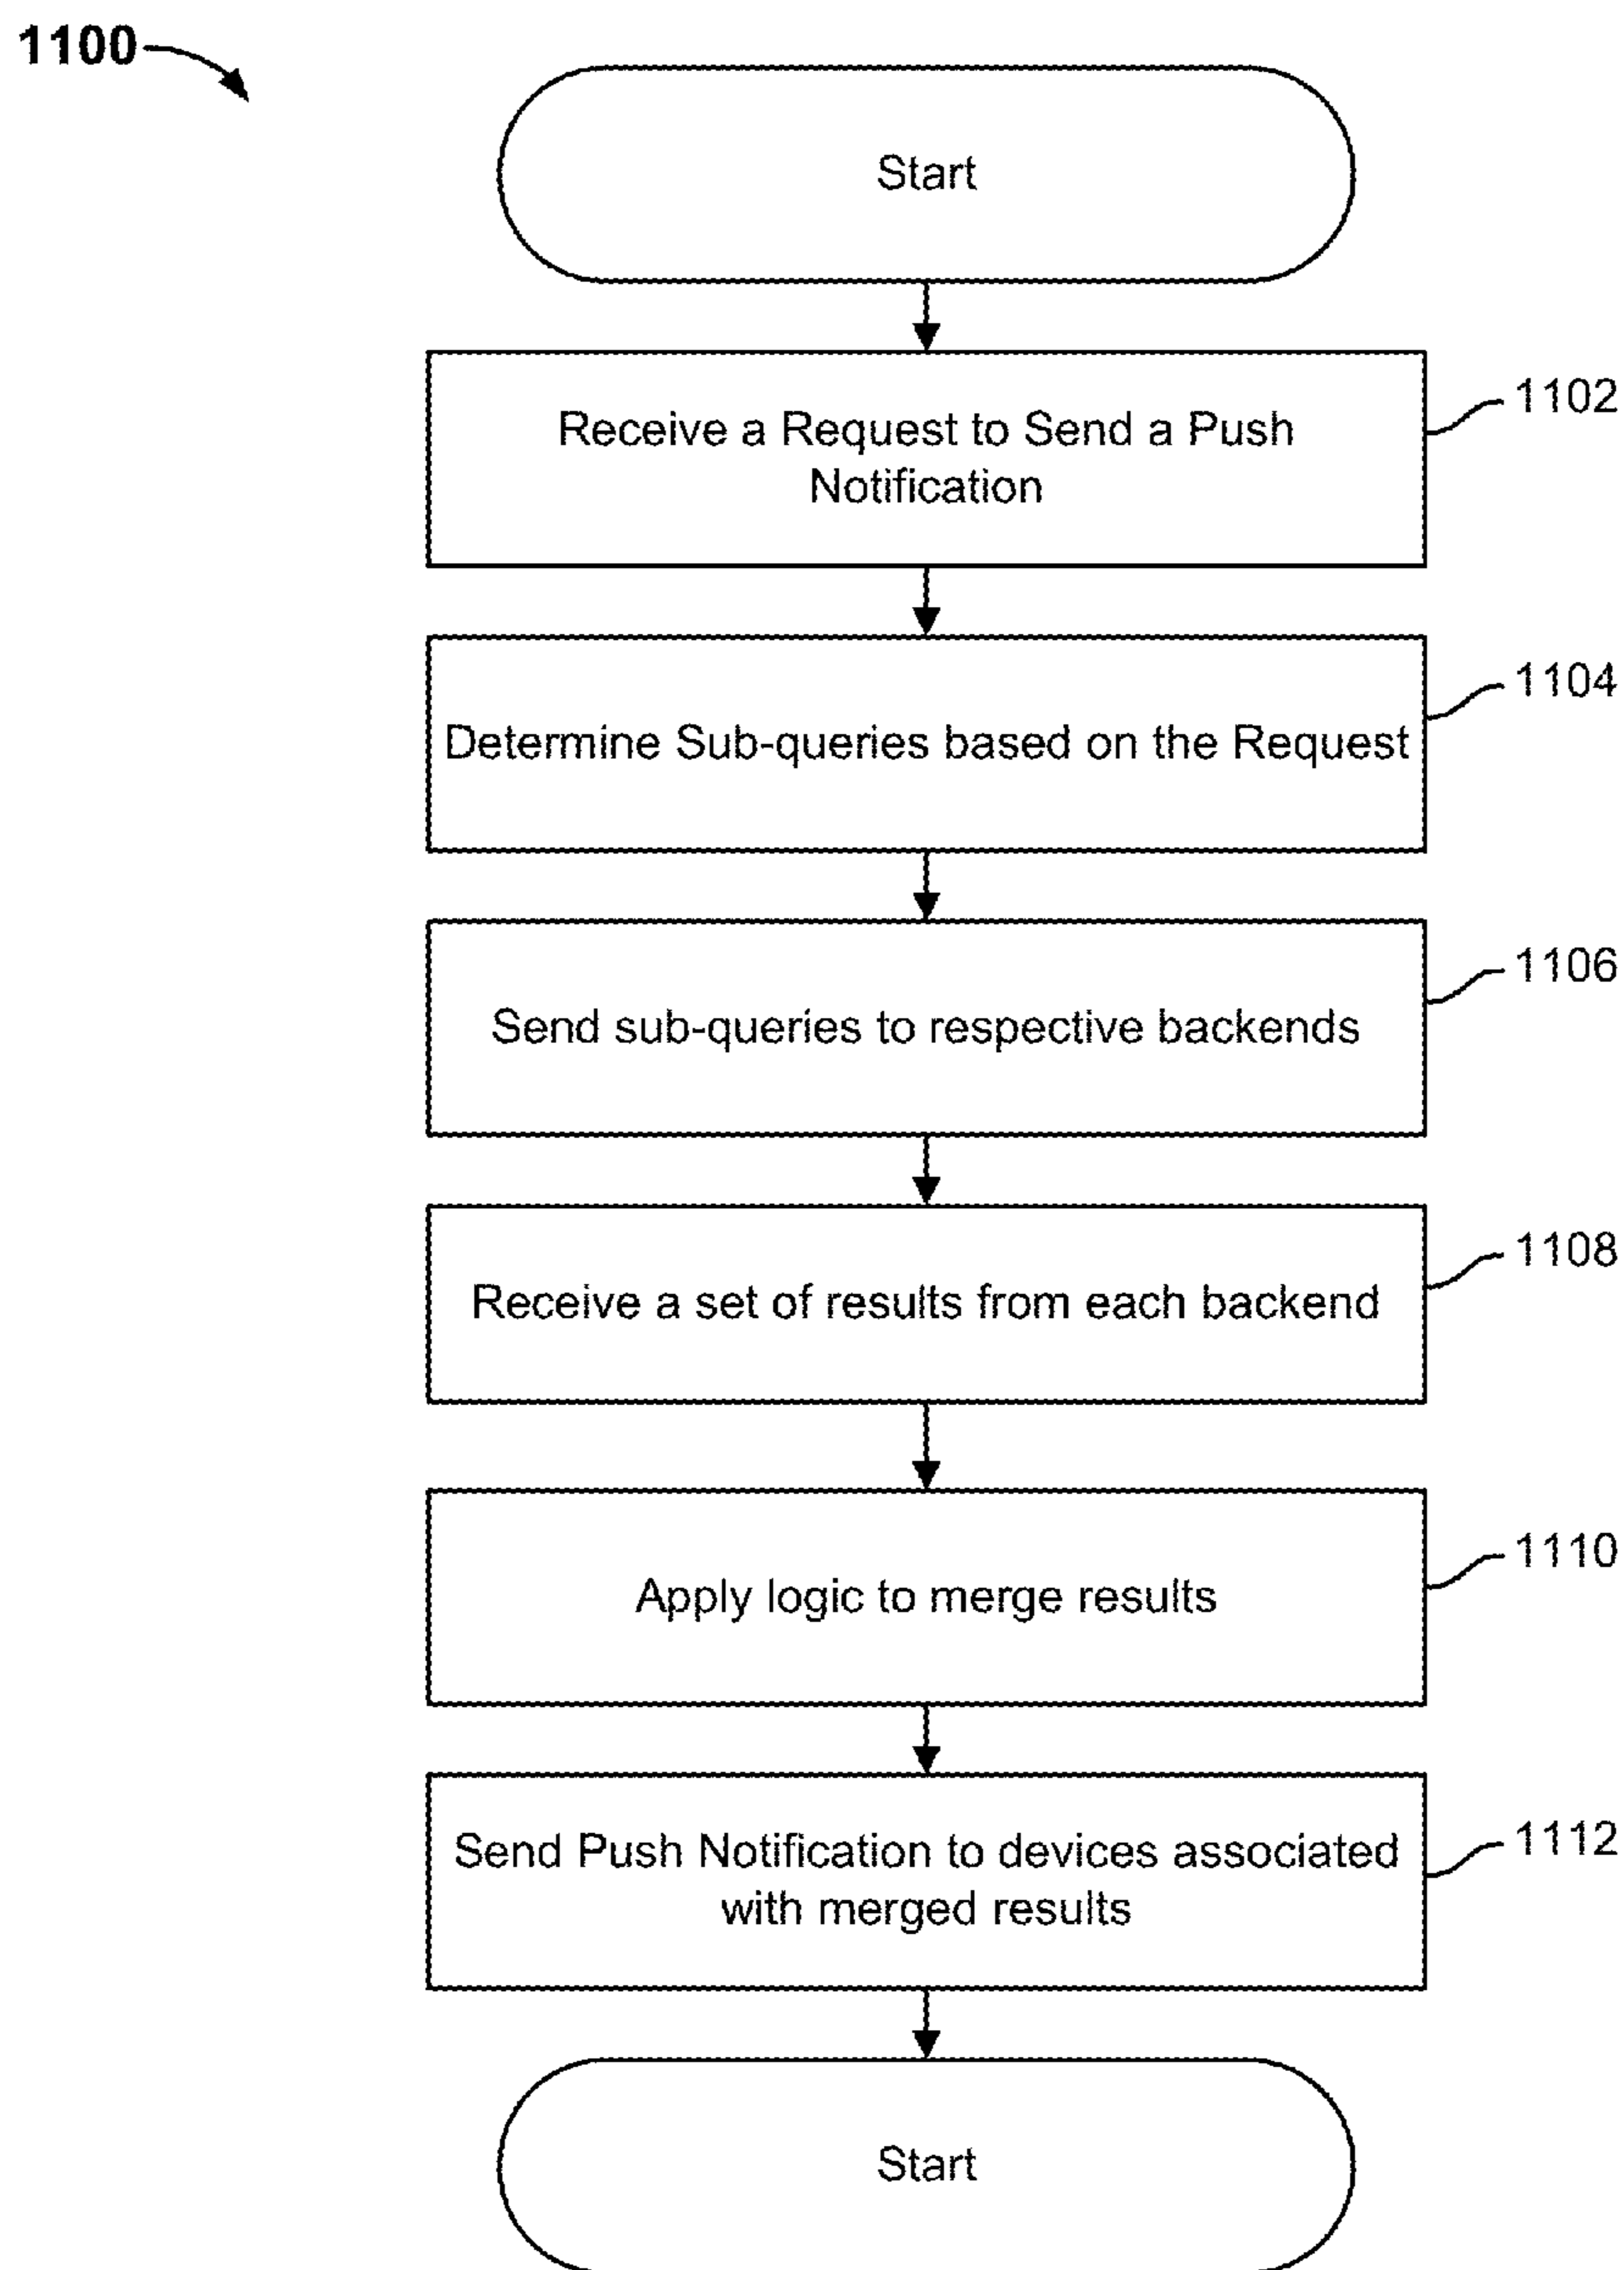 1100
Start
Receive a Request to Send a Push
Notification
1102
Determine Sub-queries based on the Request
1104
Send sub-queries to respective backends
1106
Receive a set of results from each backend
1108
Apply logic to merge results
1110
Send Push Notification to devices associated
with merged results
1112
Start